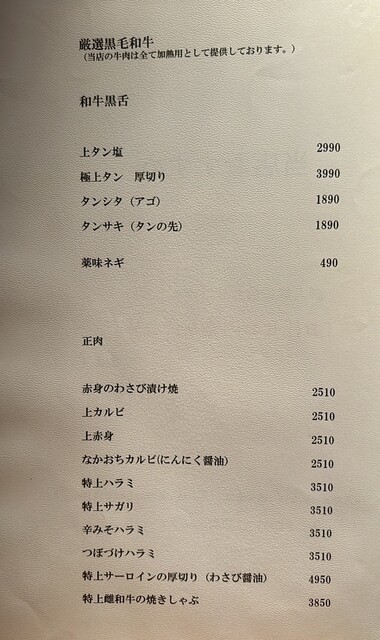 厳選黒毛和牛
（当店の牛肉は全て加熱用として提供しております。）
和牛黒舌
上タン塩 2990
極上タン　厚切り 3990
タンシタ（アゴ） 1890
タンサキ（タンの先） 1890
薬味ネギ 490
正肉
赤身のわさび漬け焼 2510
上カルビ 2510
上赤身 2510
なかおちカルビ(にんにく醤油) 2510
特上ハラミ 3510
特上サガリ 3510
辛みそハラミ 3510
つぼづけハラミ 3510
特上サーロインの厚切り（わさび醤油） 4950
特上雌和牛の焼きしゃぶ 3850